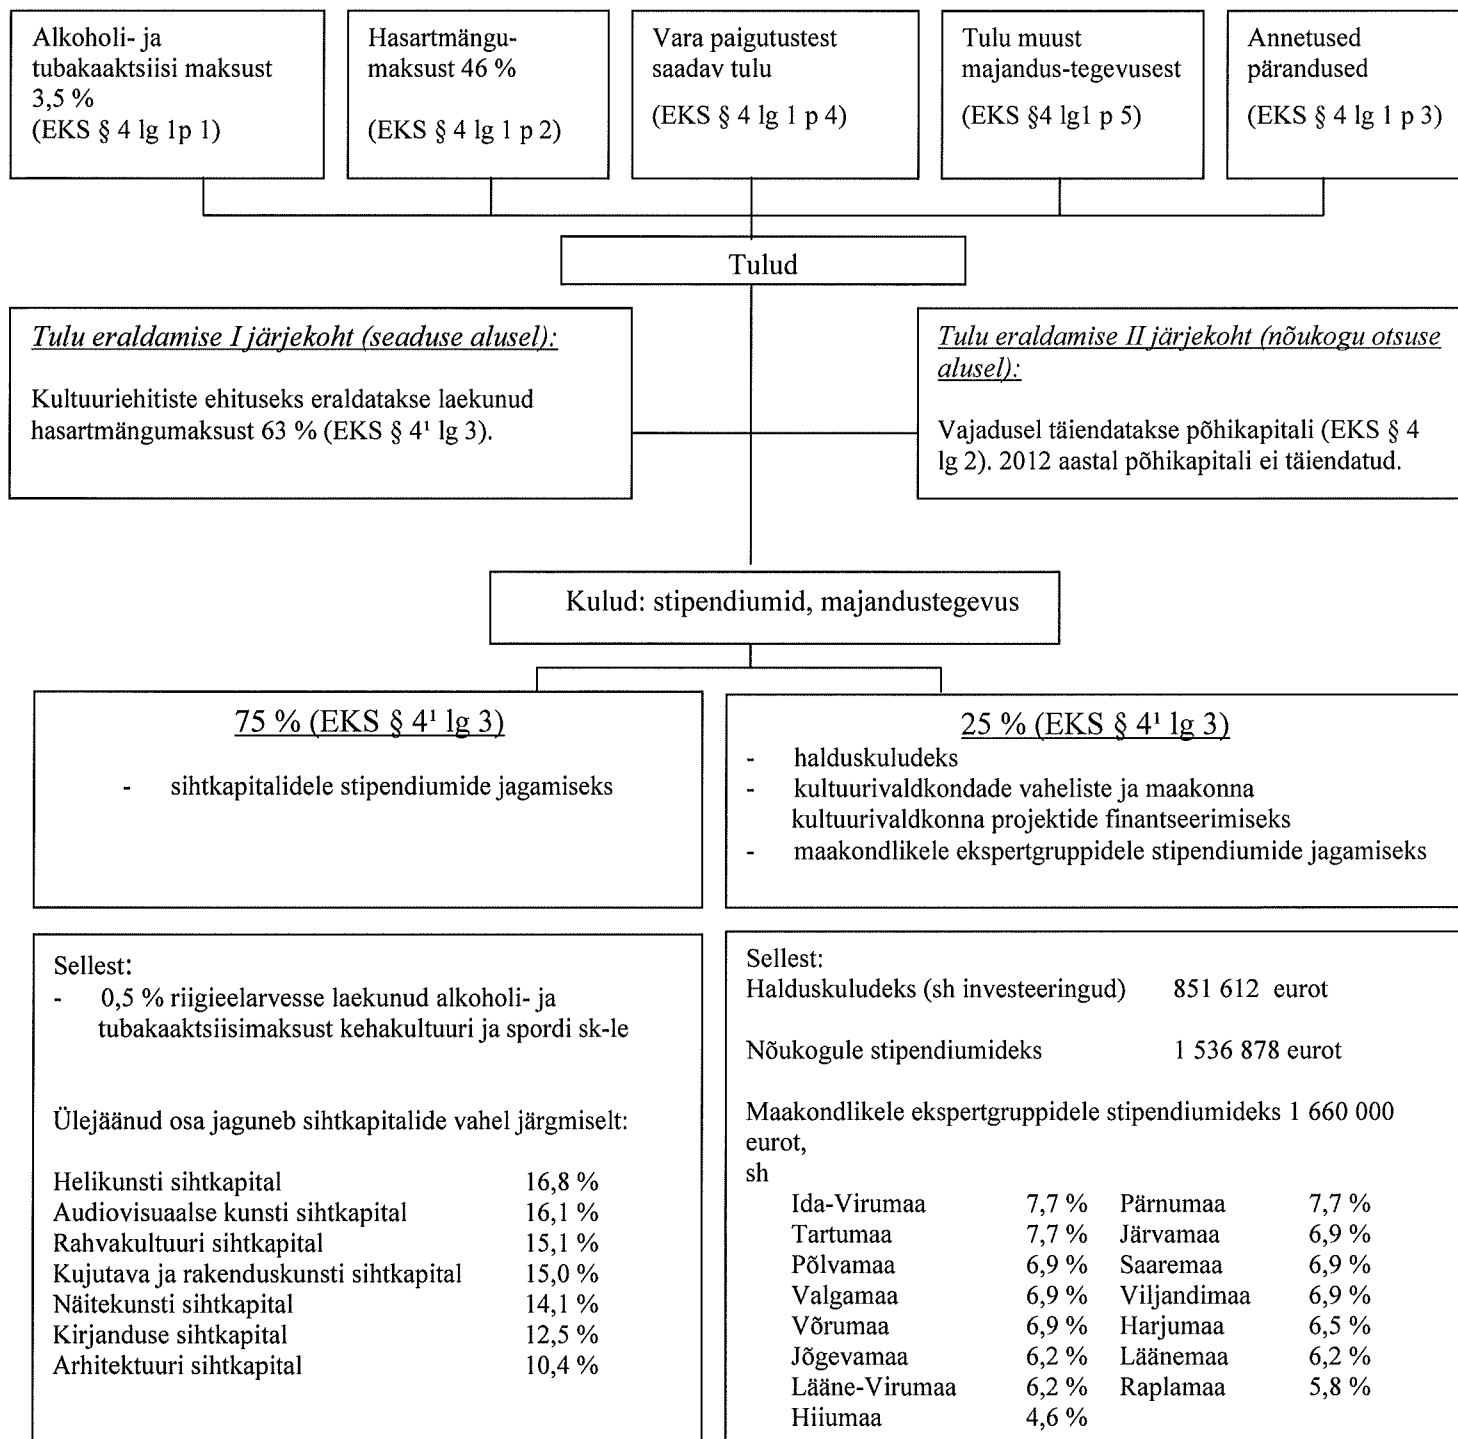 Alkoholi- ja
tubakaaktsiisi maksust
3,5 %
(EKS § 4 lg 1p 1)
Hasartmängu-
maksust 46 %
(EKS § 4 lg 1 p 2)
Vara paigutustest
saadav tulu
(EKS § 4 lg 1 p 4)
Tulu muust
majandus-tegevusest
(EKS §4 lg1 p 5)
Annetused
pärandused
(EKS § 4 lg 1 p 3)
Tulud
Tulu eraldamise I järjekoht (seaduse alusel):
Kultuuriehitiste ehituseks eraldatakse laekunud
hasartmängumaksust 63 % (EKS § 4¹ lg 3).
Tulu eraldamise II järjekoht (nõukogu otsuse
alusel):
Vajadusel täiendatakse põhikapitali (EKS § 4
lg 2). 2012 aastal põhikapitali ei täiendatud.
Kulud: stipendiumid, majandustegevus
75 % (EKS § 4¹ lg 3)
- sihtkapitalidele stipendiumide jagamiseks
25 % (EKS § 4¹ lg 3)
- halduskuludeks
- kultuurivaldkondade vaheliste ja maakonna
kultuurivaldkonna projektide finantseerimiseks
- maakondlikele ekspertgruppidele stipendiumide jagamiseks
Sellest:
- 0,5 % riigieelarvesse laekunud alkoholi- ja
tubakaaktsiisimaksust kehakultuuri ja spordi sk-le
Ülejäänud osa jaguneb sihtkapitalide vahel järgmiselt:
Helikunsti sihtkapital 16,8 %
Audiovisuaalse kunsti sihtkapital 16,1 %
Rahvakultuuri sihtkapital 15,1 %
Kujutava ja rakenduskunsti sihtkapital 15,0 %
Näitekunsti sihtkapital 14,1 %
Kirjanduse sihtkapital 12,5 %
Arhitektuuri sihtkapital 10,4 %
Sellest:
Halduskuludeks (sh investeeringud) 851 612 eurot
Nõukogule stipendiumideks 1 536 878 eurot
Maakondlikele ekspertgruppidele stipendiumideks 1 660 000
eurot,
sh
Ida-Virumaa 7,7 % Pärnumaa 7,7 %
Tartumaa 7,7 % Järvamaa 6,9 %
Põlvamaa 6,9 % Saaremaa 6,9 %
Valgamaa 6,9 % Viljandimaa 6,9 %
Võrumaa 6,9 % Harjumaa 6,5 %
Jõgevamaa 6,2 % Läänemaa 6,2 %
Lääne-Virumaa 6,2 % Raplamaa 5,8 %
Hiiumaa 4,6 %